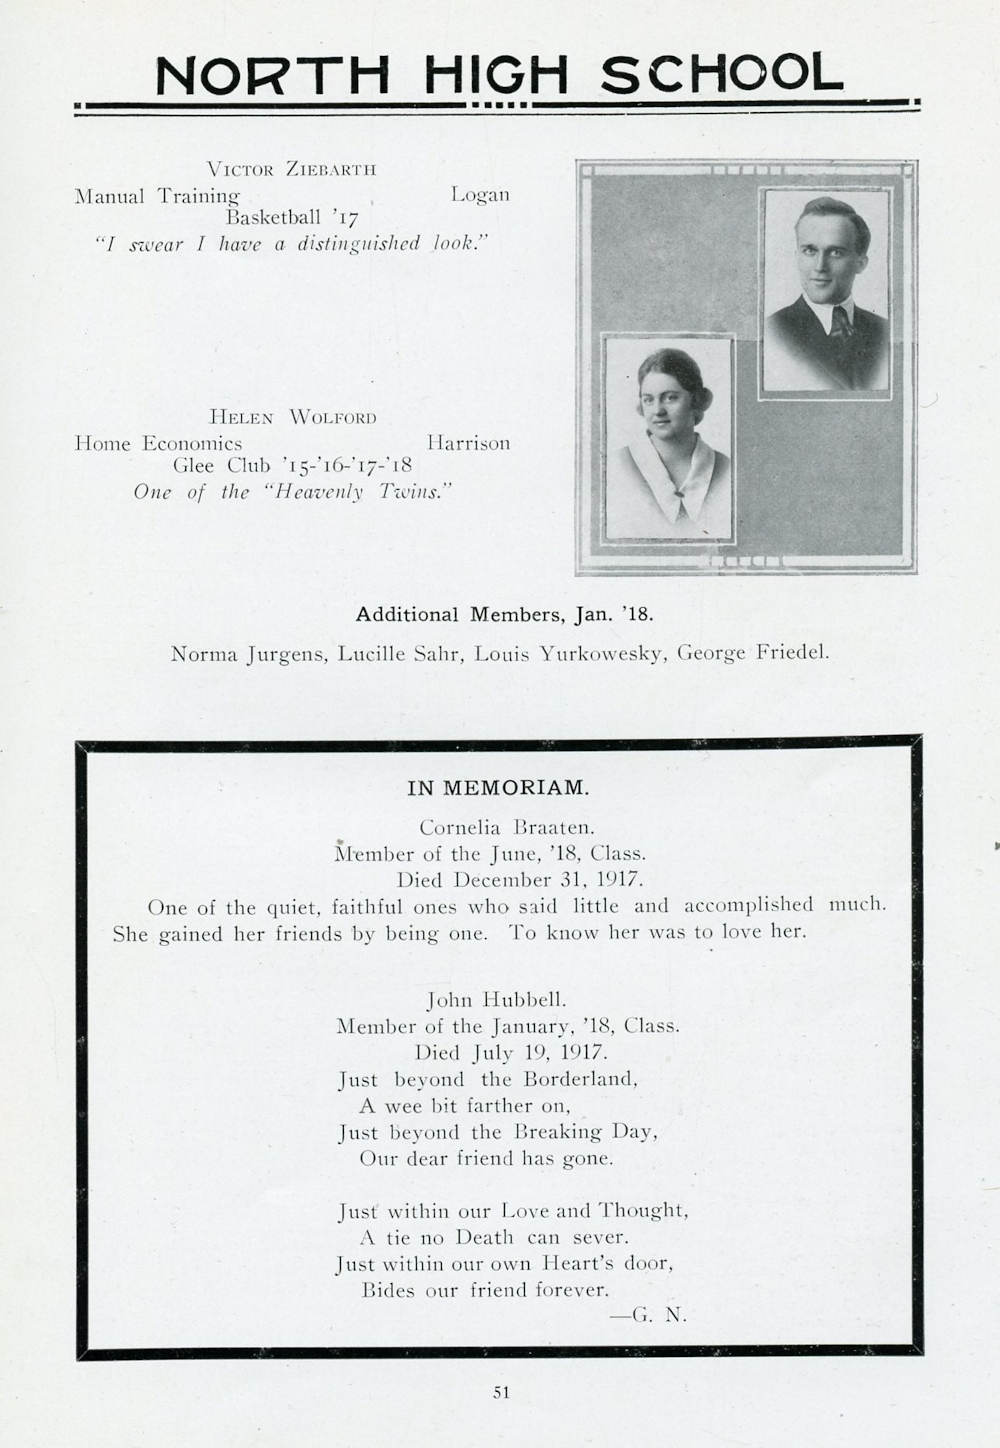 NORTH HIGH SCHOOL
VICTOR ZIEBARTH
Manual Training Logan
Basketball '17
"I swear I have a distinguished look."
HELEN WOLFORD
Home Economics Harrison
Glee Club '15-'16-'17-'18
One of the "Heavenly Twins."
Additional Members, Jan. '18.
Norma Jurgens, Lucille Sahr, Louis Yurkowesky, George Friedel.
IN MEMORIAM.
Cornelia Braaten.
Member of the June, '18, Class.
Died December 31, 1917.
One of the quiet, faithful ones who said little and accomplished much.
She gained her friends by being one. To know her was to love her.
John Hubbell.
Member of the January, '18, Class.
Died July 19, 1917.
Just beyond the Borderland,
A wee bit farther on,
Just beyond the Breaking Day,
Our dear friend has gone.
Just within our Love and Thought,
A tie no Death can sever.
Just within our own Heart's door,
Bides our friend forever.
—G. N.
51